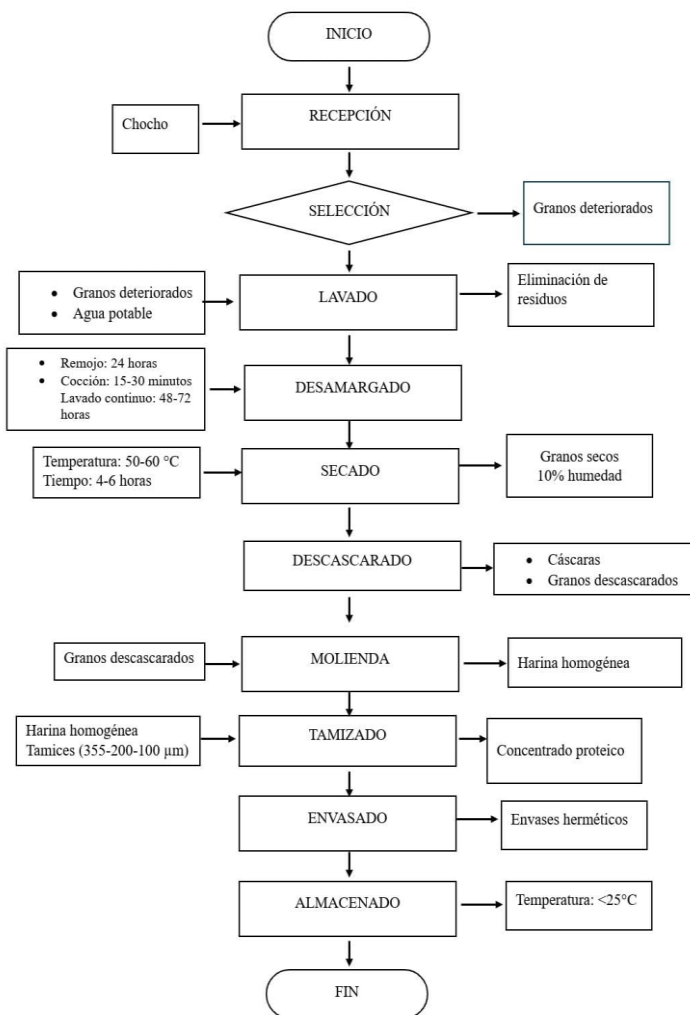 INICIO
RECEPCIÓN
Chocho
SELECCIÓN
Granos deteriorados
• Granos deteriorados
• Agua potable
LAVADO
Eliminación de
residuos
• Remojo: 24 horas
• Cocción: 15-30 minutos
Lavado continuo: 48-72
horas
DESAMARGADO
Temperatura: 50-60 °C
Tiempo: 4-6 horas
SECADO
Granos secos
10% humedad
DESCASCARADO
• Cáscaras
• Granos descascarados
Granos descascarados
MOLIENDA
Harina homogénea
Harina homogénea
Tamices (355-200-100 µm)
TAMIZADO
Concentrado proteico
ENVASADO
Envases herméticos
ALMACENADO
Temperatura: <25°C
FIN